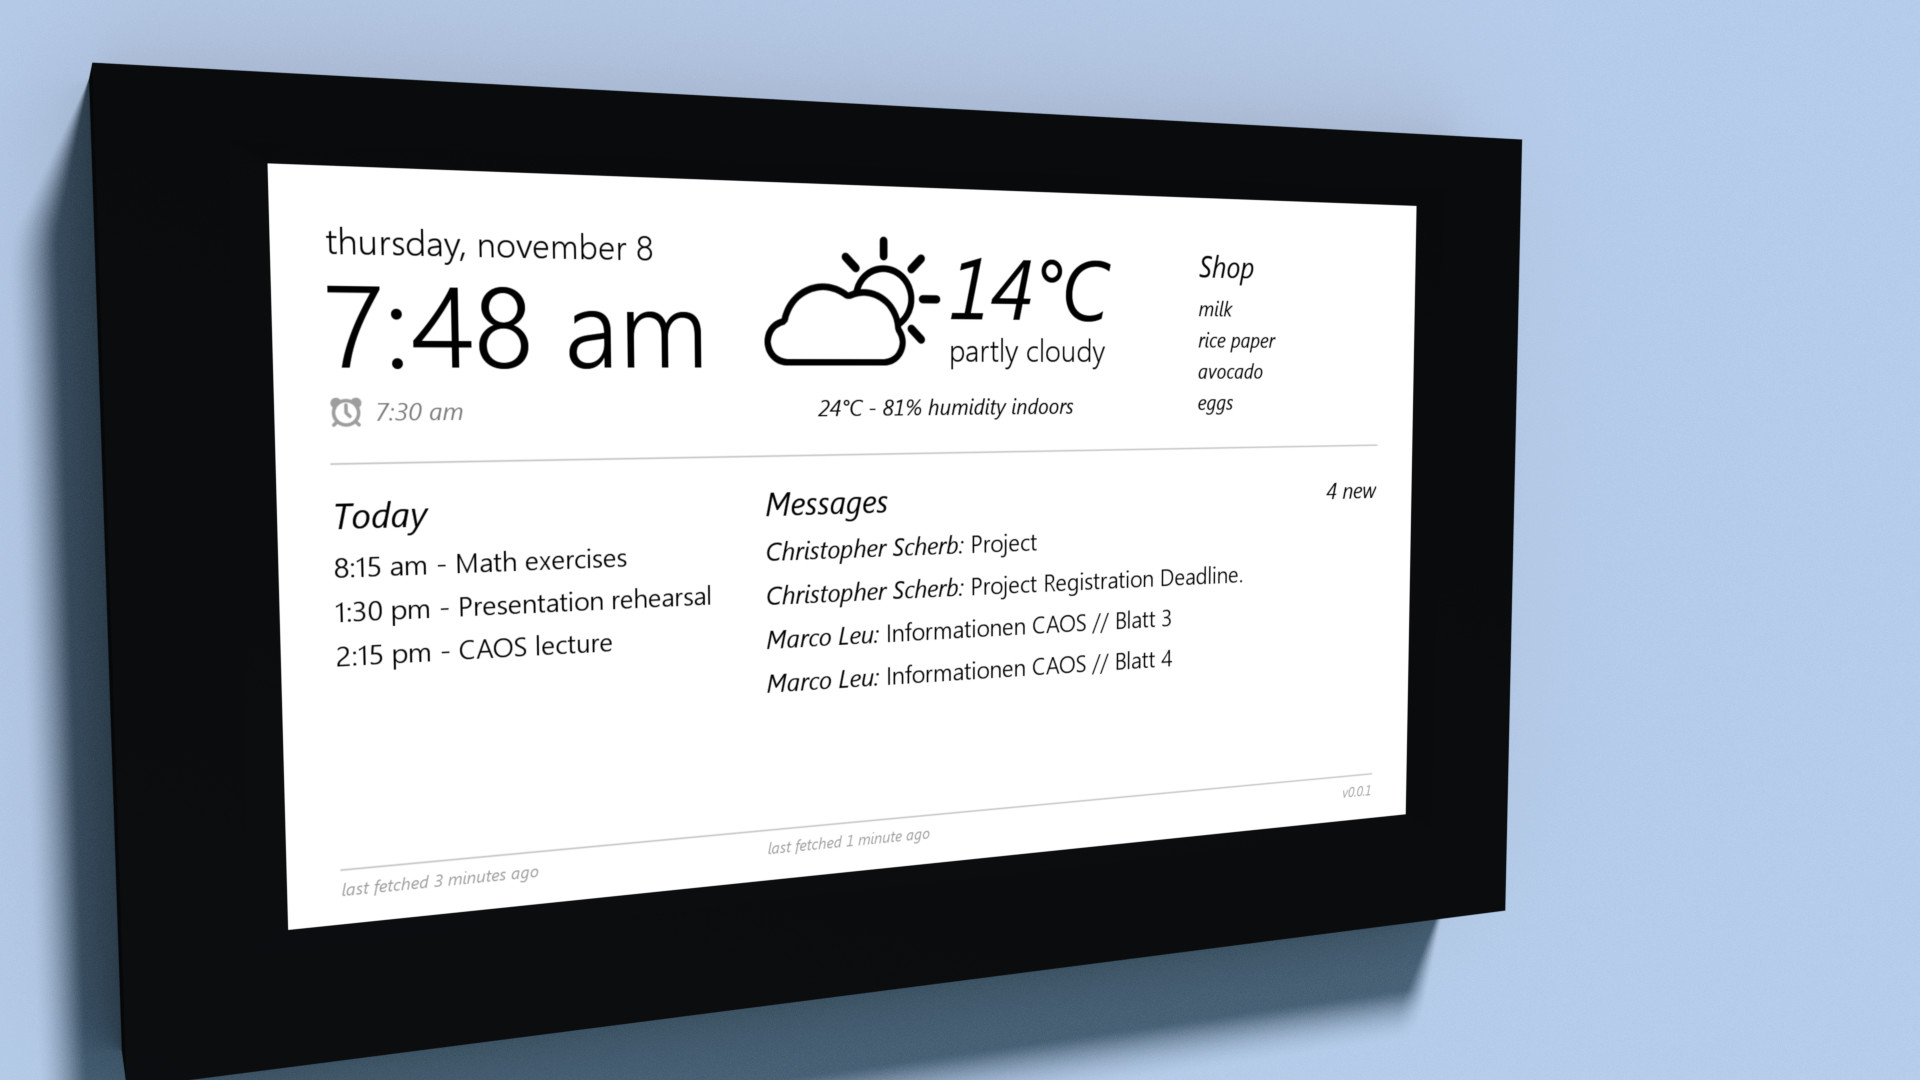 thursday, november 8
7:48 am
7:30 am
14°C
partly cloudy
24°C - 81% humidity indoors
Shop
milk
rice paper
avocado
eggs
Today
8:15 am - Math exercises
1:30 pm - Presentation rehearsal
2:15 pm - CAOS lecture
Messages
4 new
Christopher Scherb: Project
Christopher Scherb: Project Registration Deadline.
Marco Leu: Informationen CAOS // Blatt 3
Marco Leu: Informationen CAOS // Blatt 4
last fetched 3 minutes ago
last fetched 1 minute ago
v0.0.1